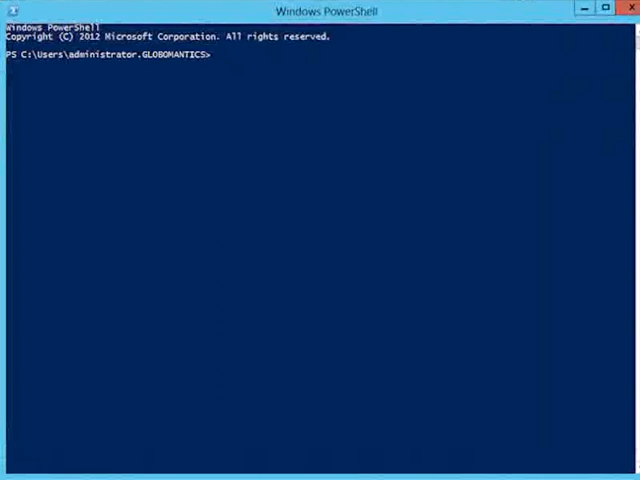 Windows PowerShell
Windows PowerShell
Copyright (C) 2012 Microsoft Corporation. All rights reserved.
PS C:\Users\administrator.GLOBOMANTICS>